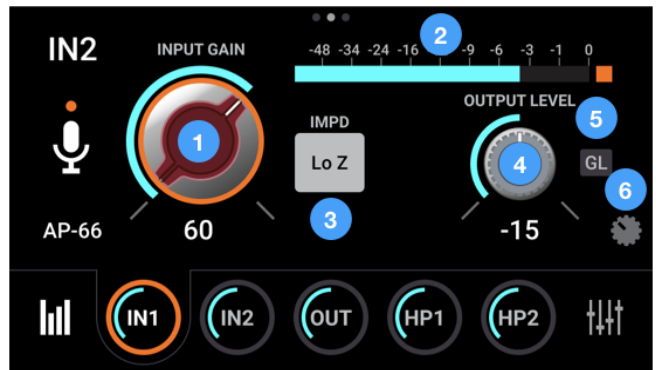 IN2
INPUT GAIN
-48 -34 -24 -16 -9 -6 -3 -1 0
2
OUTPUT LEVEL
5
IMPD
1
Lo Z
4
GL
3
6
AP-66
60
-15
IN1
IN2
OUT
HP1
HP2